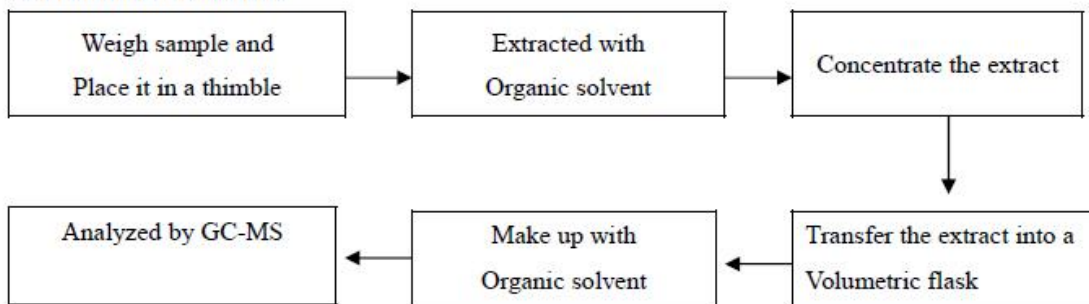 Weigh sample and
Place it in a thimble
Extracted with
Organic solvent
Concentrate the extract
Transfer the extract into a
Volumetric flask
Make up with
Organic solvent
Analyzed by GC-MS